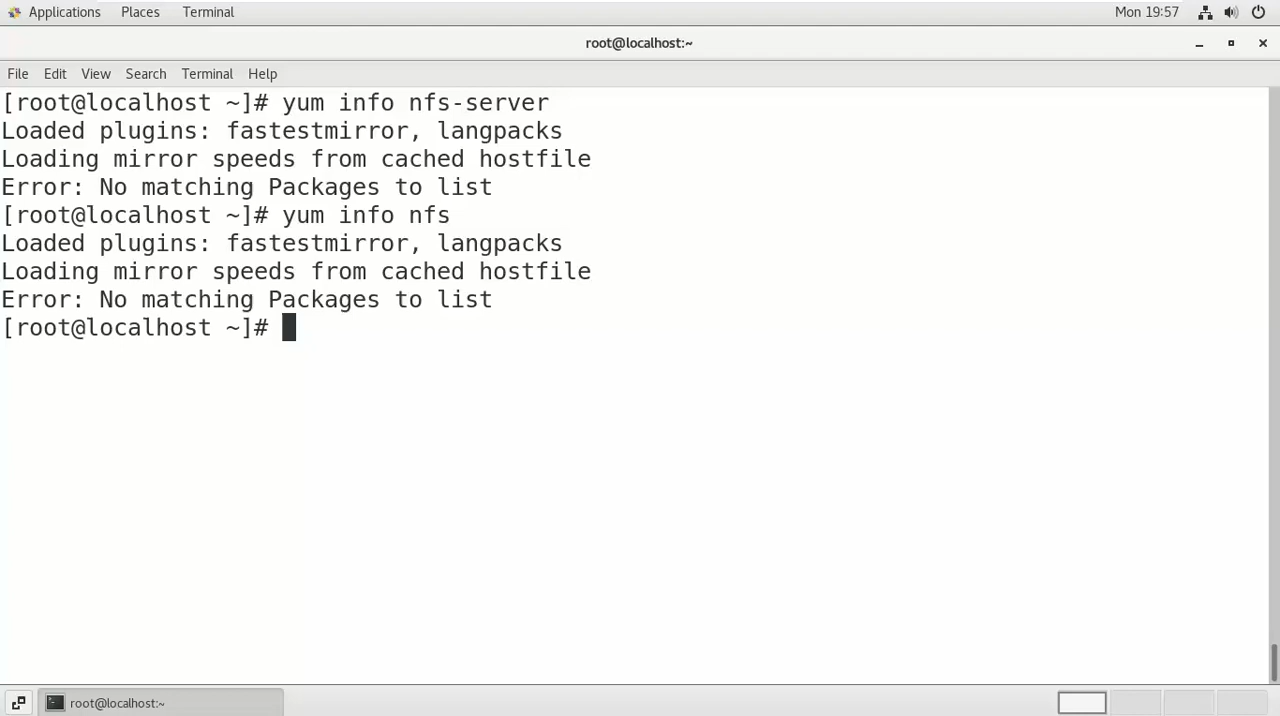 Applications Places Terminal Mon 19:57
root@localhost:~
File Edit View Search Terminal Help
[root@localhost ~]# yum info nfs-server
Loaded plugins: fastestmirror, langpacks
Loading mirror speeds from cached hostfile
Error: No matching Packages to list
[root@localhost ~]# yum info nfs
Loaded plugins: fastestmirror, langpacks
Loading mirror speeds from cached hostfile
Error: No matching Packages to list
[root@localhost ~]#
root@localhost:~